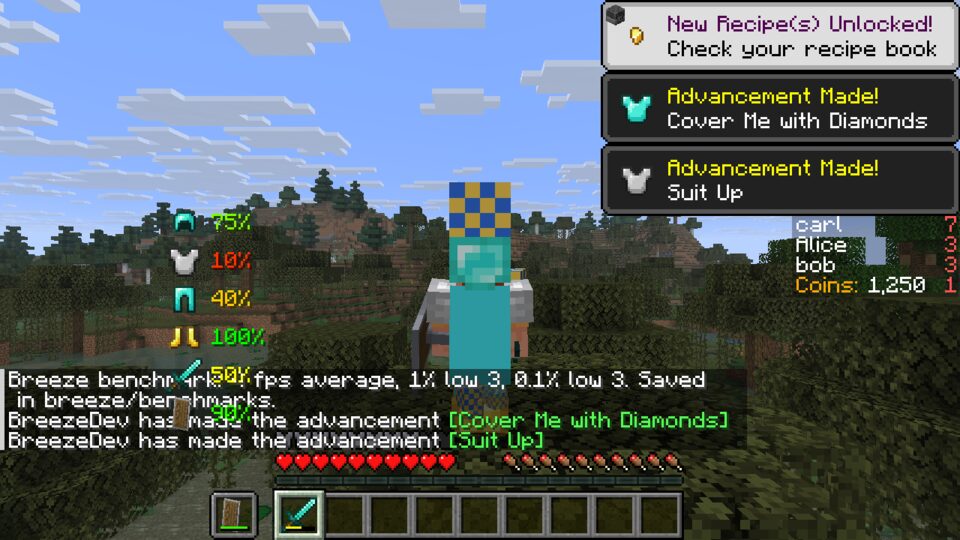 New Recipe(s) Unlocked!
Check your recipe book
Advancement Made!
Cover Me with Diamonds
Advancement Made!
Suit Up
carl 7
Alice 3
bob 3
Coins: 1,250 1
75%
10%
40%
100%
50%
90%
Breeze fps average, 1% low 3, 0.1% low 3. Saved
in breeze/benchmarks.
BreezeDev has made the advancement [Cover Me with Diamonds]
BreezeDev has made the advancement [Suit Up]